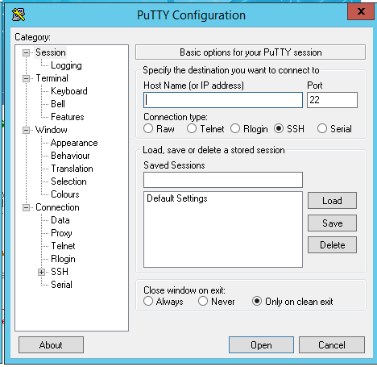 PuTTY Configuration
Category:
Session
Logging
Terminal
Keyboard
Bell
Features
Window
Appearance
Behaviour
Translation
Selection
Colours
Connection
Data
Proxy
Telnet
Rlogin
SSH
Serial
Basic options for your PuTTY session
Specify the destination you want to connect to
Host Name (or IP address) Port
22
Connection type:
Raw Telnet Rlogin SSH Serial
Load, save or delete a stored session
Saved Sessions
Default Settings
Load
Save
Delete
Close window on exit:
Always Never Only on clean exit
About Open Cancel